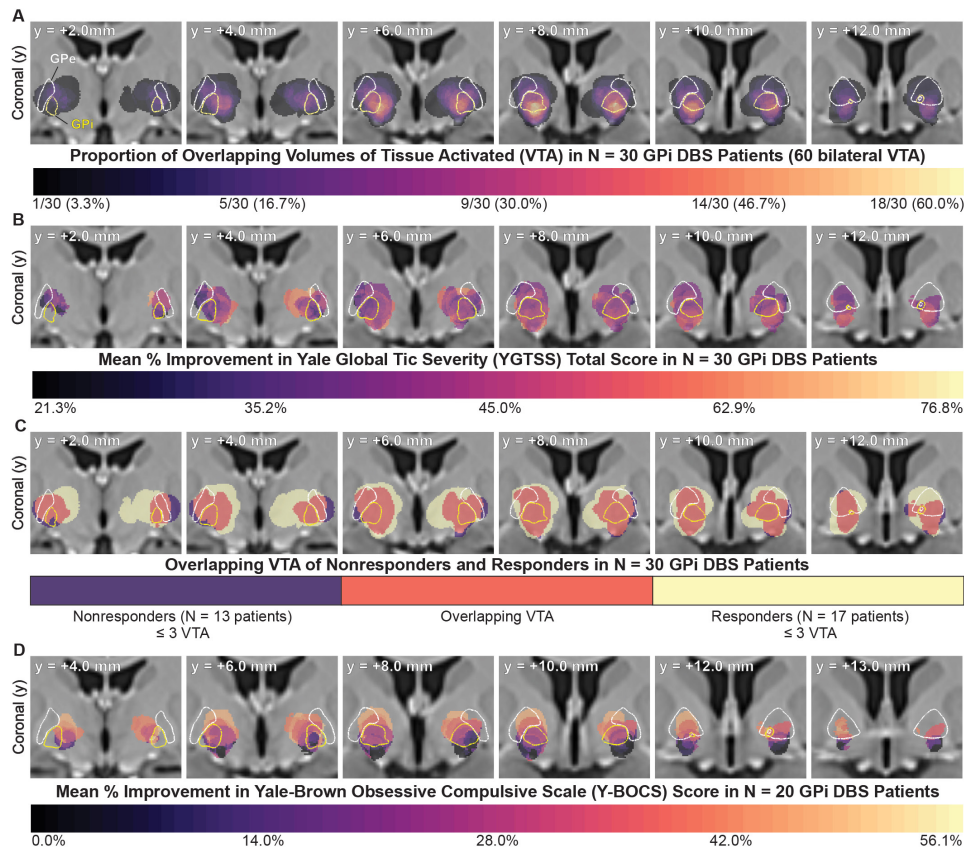 A
Coronal (y)
y = +2.0mm y = +4.0 mm y = +6.0 mm y = +8.0 mm y = +10.0 mm y = +12.0 mm
GPe
GPi
Proportion of Overlapping Volumes of Tissue Activated (VTA) in N = 30 GPi DBS Patients (60 bilateral VTA)
1/30 (3.3%) 5/30 (16.7%) 9/30 (30.0%) 14/30 (46.7%) 18/30 (60.0%)
B
Coronal (y)
y = +2.0 mm y = +4.0 mm y = +6.0 mm y = +8.0 mm y = +10.0 mm y = +12.0 mm
Mean % Improvement in Yale Global Tic Severity (YGTSS) Total Score in N = 30 GPi DBS Patients
21.3% 35.2% 45.0% 62.9% 76.8%
C
Coronal (y)
y = +2.0 mm y = +4.0 mm y = +6.0 mm y = +8.0 mm y = +10.0 mm y = +12.0 mm
Overlapping VTA of Nonresponders and Responders in N = 30 GPi DBS Patients
Nonresponders (N = 13 patients) Overlapping VTA Responders (N = 17 patients)
≤ 3 VTA ≤ 3 VTA
D
Coronal (y)
y = +4.0 mm y = +6.0 mm y = +8.0 mm y = +10.0 mm y = +12.0 mm y = +13.0 mm
Mean % Improvement in Yale-Brown Obsessive Compulsive Scale (Y-BOCS) Score in N = 20 GPi DBS Patients
0.0% 14.0% 28.0% 42.0% 56.1%